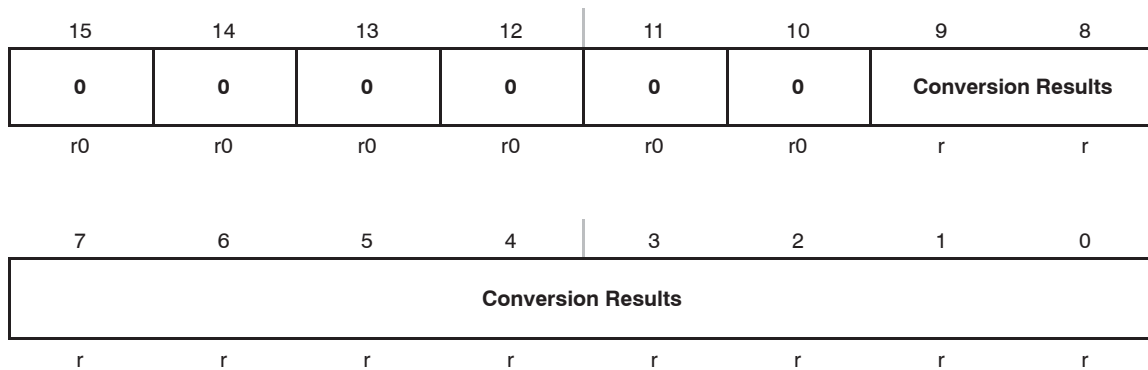 15 14 13 12 11 10 9 8
0 0 0 0 0 0 Conversion Results
r0 r0 r0 r0 r0 r0 r r
7 6 5 4 3 2 1 0
Conversion Results
r r r r r r r r